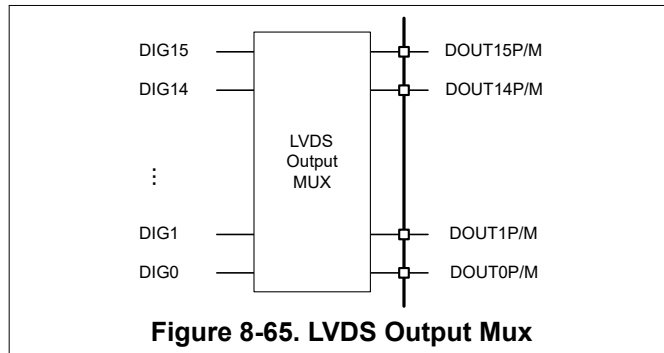 DIG15
DOUT15P/M
DIG14
DOUT14P/M
LVDS
Output
MUX
⋮
DIG1
DOUT1P/M
DIG0
DOUT0P/M
Figure 8-65. LVDS Output Mux